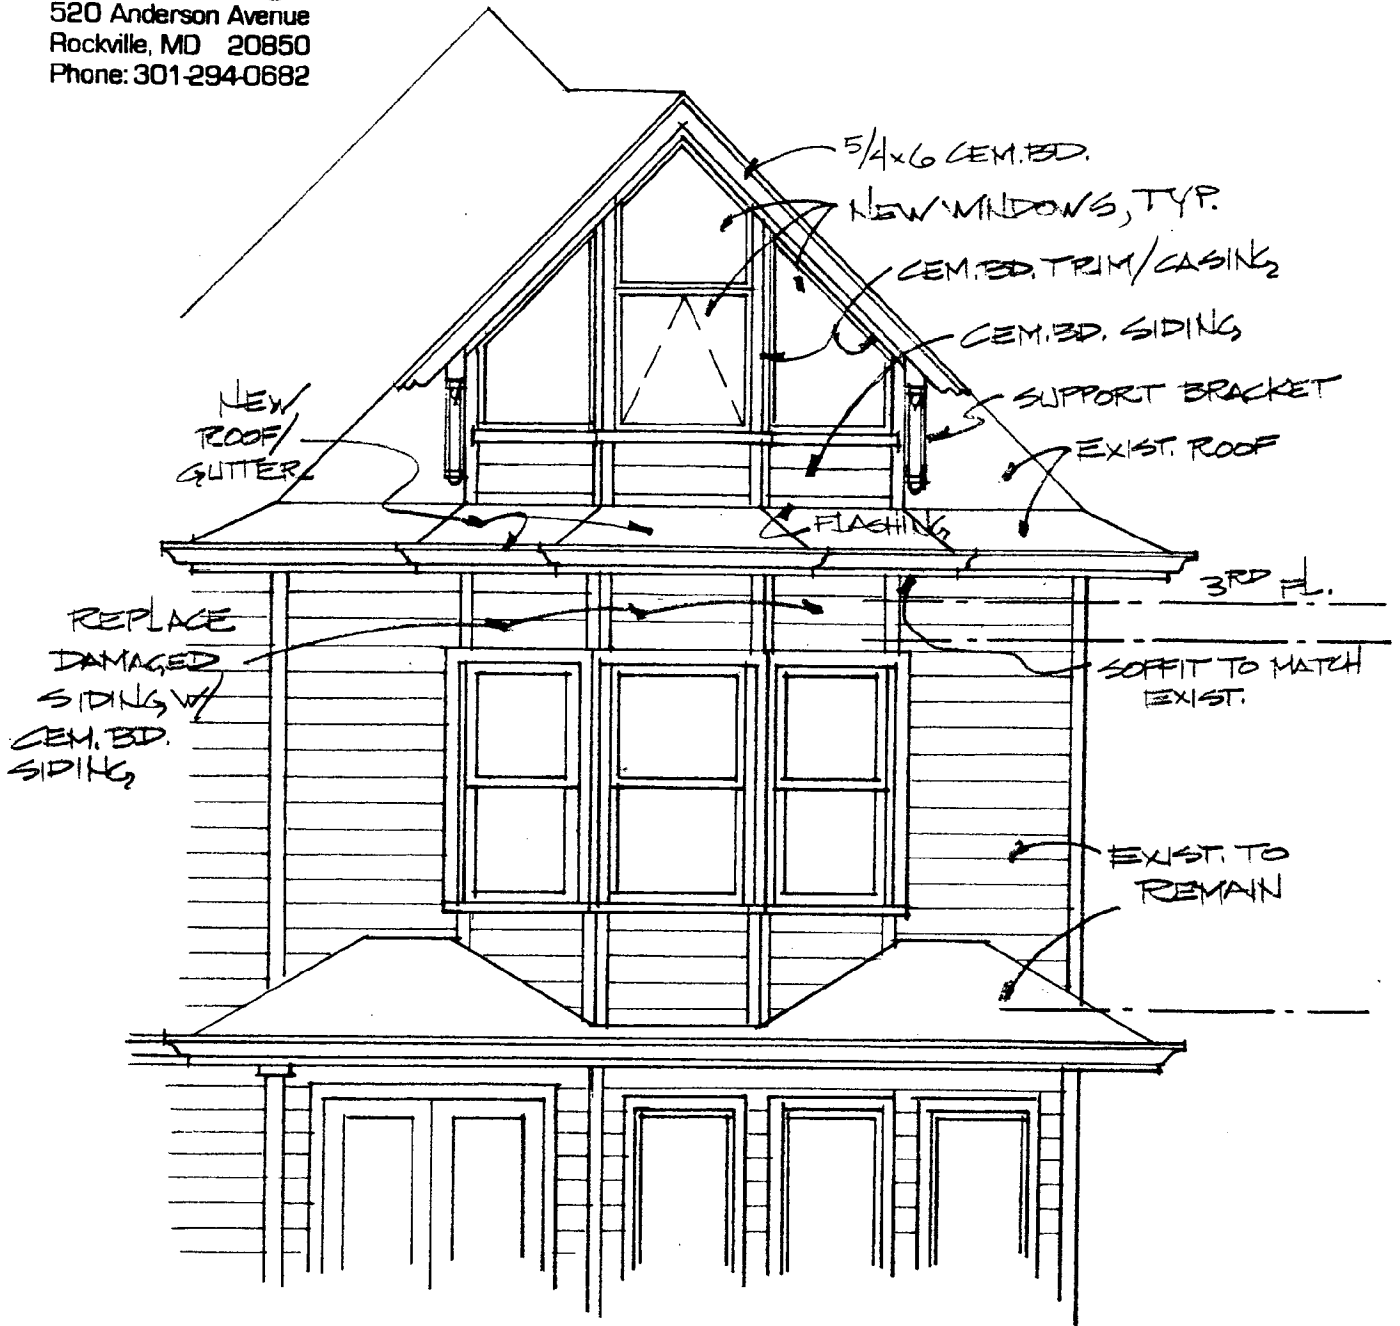 520 Anderson Avenue
Rockville, MD 20850
Phone: 301-294-0682
5/4x6 CEM.BD.
NEW WINDOWS, TYP.
CEM.BD. TRIM/CASING
CEM.BD. SIDING
SUPPORT BRACKET
EXIST. ROOF
NEW
ROOF/
GUTTER
FLASHING
3RD FL.
REPLACE
DAMAGED
SIDING W/
CEM. BD.
SIDING
SOFFIT TO MATCH
EXIST.
EXIST. TO
REMAIN